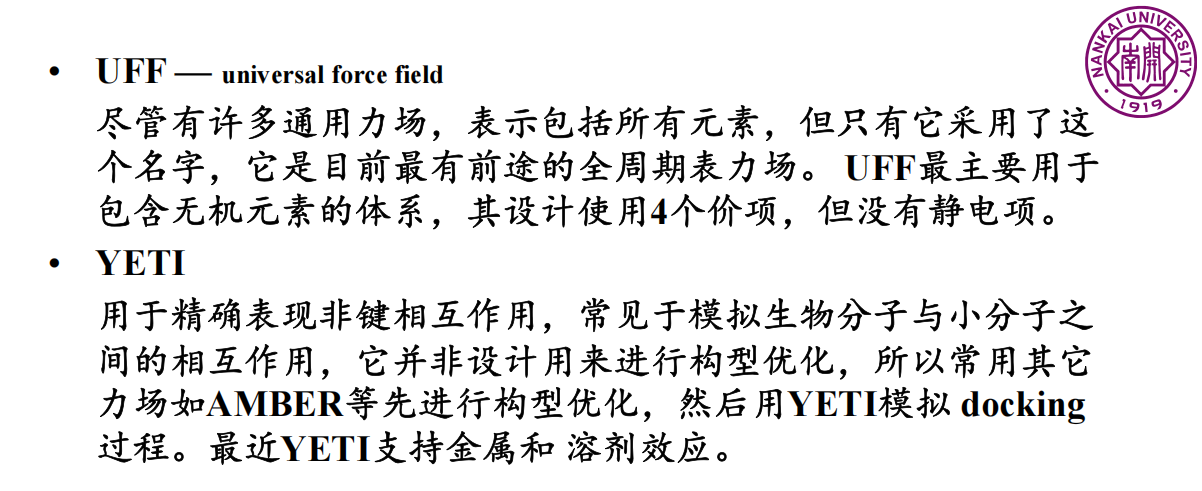 • UFF — universal force field
尽管有许多通用力场，表示包括所有元素，但只有它采用了这
个名字，它是目前最有前途的全周期表力场。 UFF最主要用于
包含无机元素的体系，其设计使用4个价项，但没有静电项。
• YETI
用于精确表现非键相互作用，常见于模拟生物分子与小分子之
间的相互作用，它并非设计用来进行构型优化，所以常用其它
力场如AMBER等先进行构型优化，然后用YETI模拟 docking
过程。最近YETI支持金属和 溶剂效应。
NANKAI UNIVERSITY
南開
1919